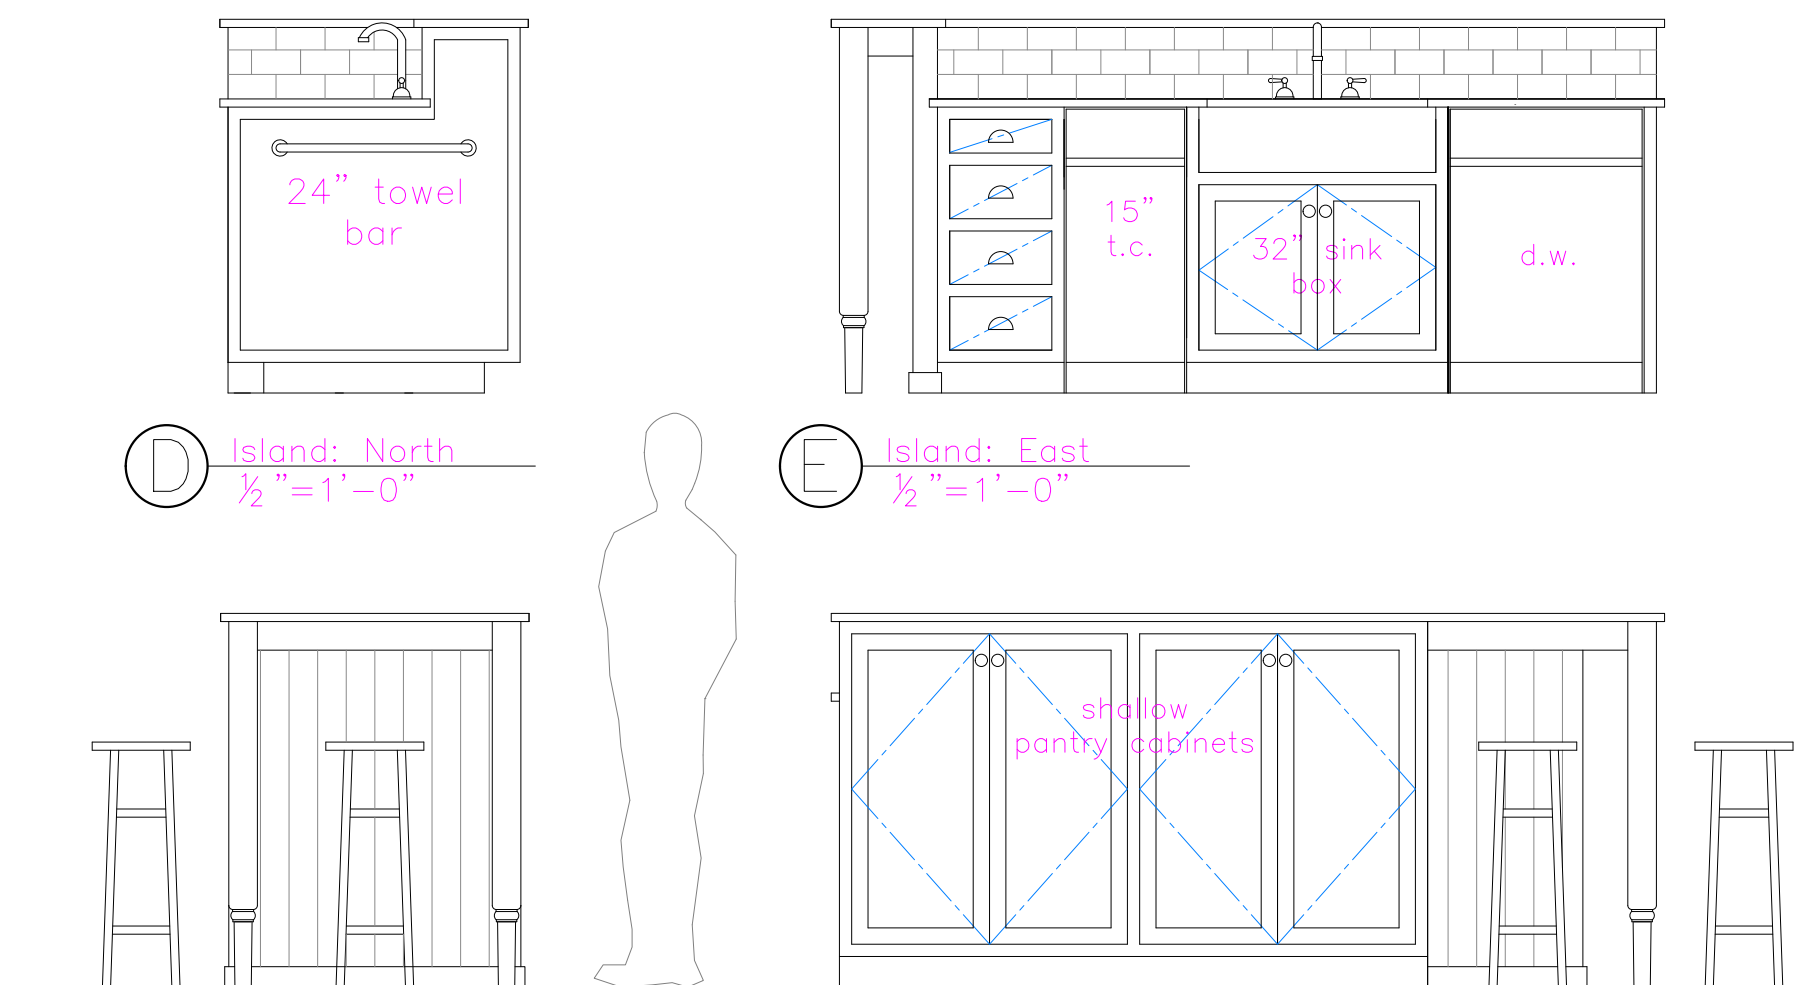 24” towel
bar
15”
t.c.
32” sink
box
d.w.
D
Island: North
½”=1’-0”
E
Island: East
½”=1’-0”
shallow
pantry cabinets